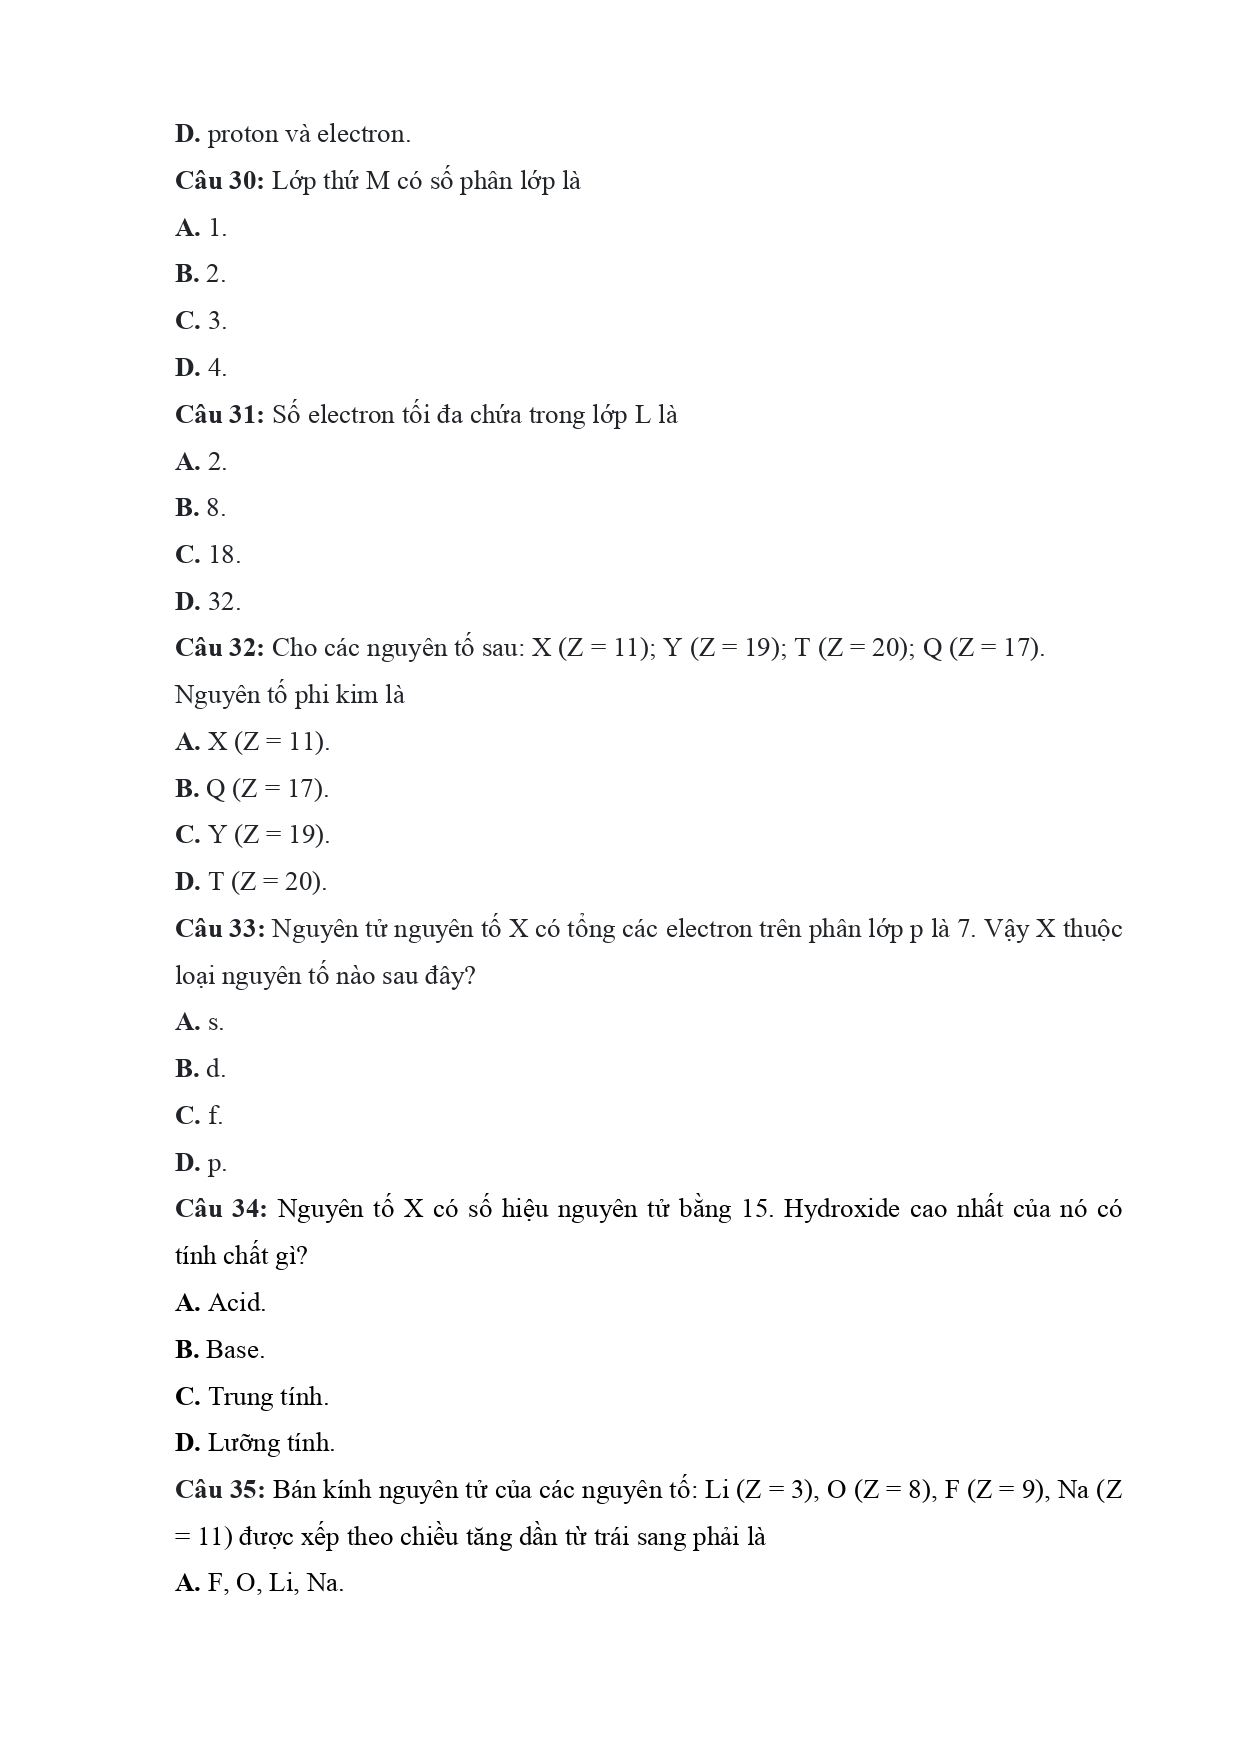 D. proton và electron.
Câu 30: Lớp thứ M có số phân lớp là
A. 1.
B. 2.
C. 3.
D. 4.
Câu 31: Số electron tối đa chứa trong lớp L là
A. 2.
B. 8.
C. 18.
D. 32.
Câu 32: Cho các nguyên tố sau: X (Z = 11); Y (Z = 19); T (Z = 20); Q (Z = 17).
Nguyên tố phi kim là
A. X (Z = 11).
B. Q (Z = 17).
C. Y (Z = 19).
D. T (Z = 20).
Câu 33: Nguyên tử nguyên tố X có tổng các electron trên phân lớp p là 7. Vậy X thuộc
loại nguyên tố nào sau đây?
A. s.
B. d.
C. f.
D. p.
Câu 34: Nguyên tố X có số hiệu nguyên tử bằng 15. Hydroxide cao nhất của nó có
tính chất gì?
A. Acid.
B. Base.
C. Trung tính.
D. Lưỡng tính.
Câu 35: Bán kính nguyên tử của các nguyên tố: Li (Z = 3), O (Z = 8), F (Z = 9), Na (Z
= 11) được xếp theo chiều tăng dần từ trái sang phải là
A. F, O, Li, Na.